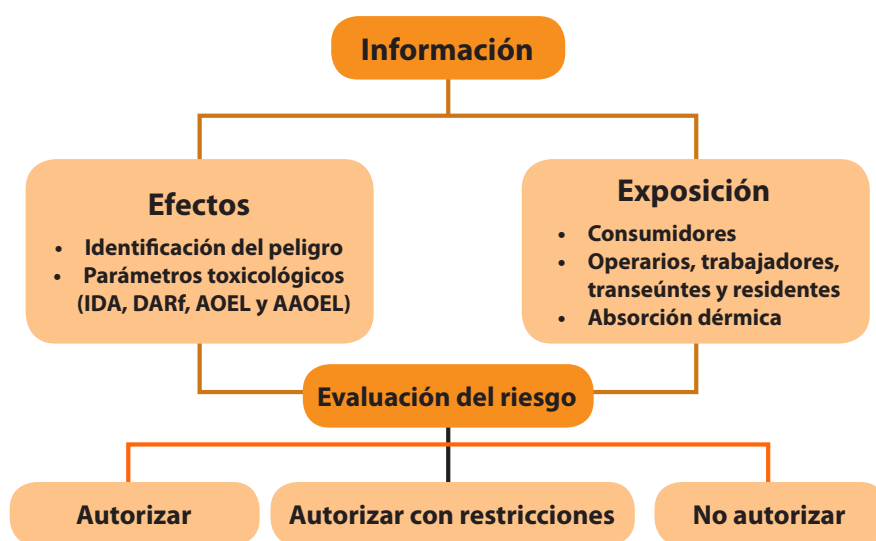 Información
Efectos
• Identificación del peligro
• Parámetros toxicológicos
(IDA, DARf, AOEL y AAOEL)
Exposición
• Consumidores
• Operarios, trabajadores,
transeúntes y residentes
• Absorción dérmica
Evaluación del riesgo
Autorizar
Autorizar con restricciones
No autorizar